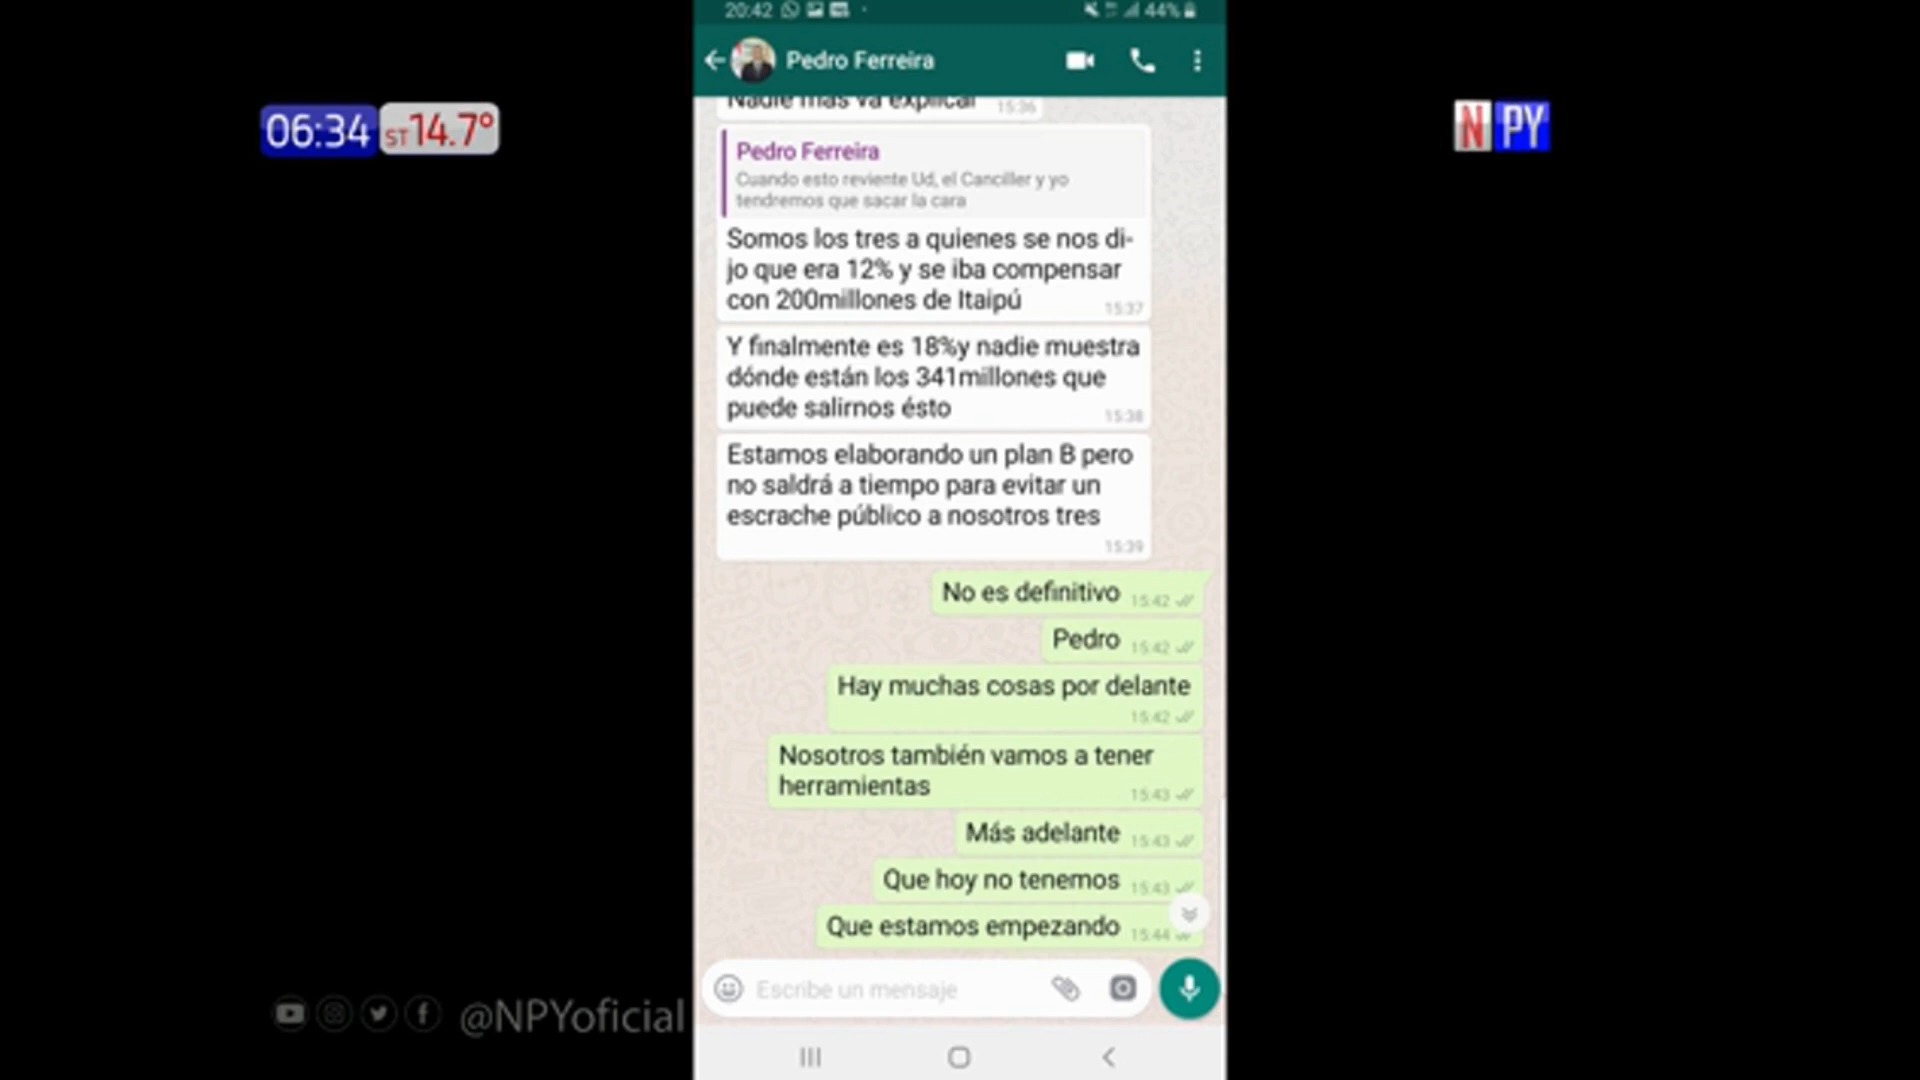 20:42
44%
Pedro Ferreira
06:34
ST 14.7°
N PY
Nadie más va explicar 15:36
Pedro Ferreira
Cuando esto reviente Ud, el Canciller y yo
tendremos que sacar la cara
Somos los tres a quienes se nos di-
jo que era 12% y se iba compensar
con 200millones de Itaipú 15:37
Y finalmente es 18%y nadie muestra
dónde están los 341millones que
puede salirnos ésto 15:38
Estamos elaborando un plan B pero
no saldrá a tiempo para evitar un
escrache público a nosotros tres
15:39
No es definitivo 15:42
Pedro 15:42
Hay muchas cosas por delante
15:42
Nosotros también vamos a tener
herramientas 15:43
Más adelante 15:43
Que hoy no tenemos 15:43
Que estamos empezando 15:44
Escribe un mensaje
@NPYoficial